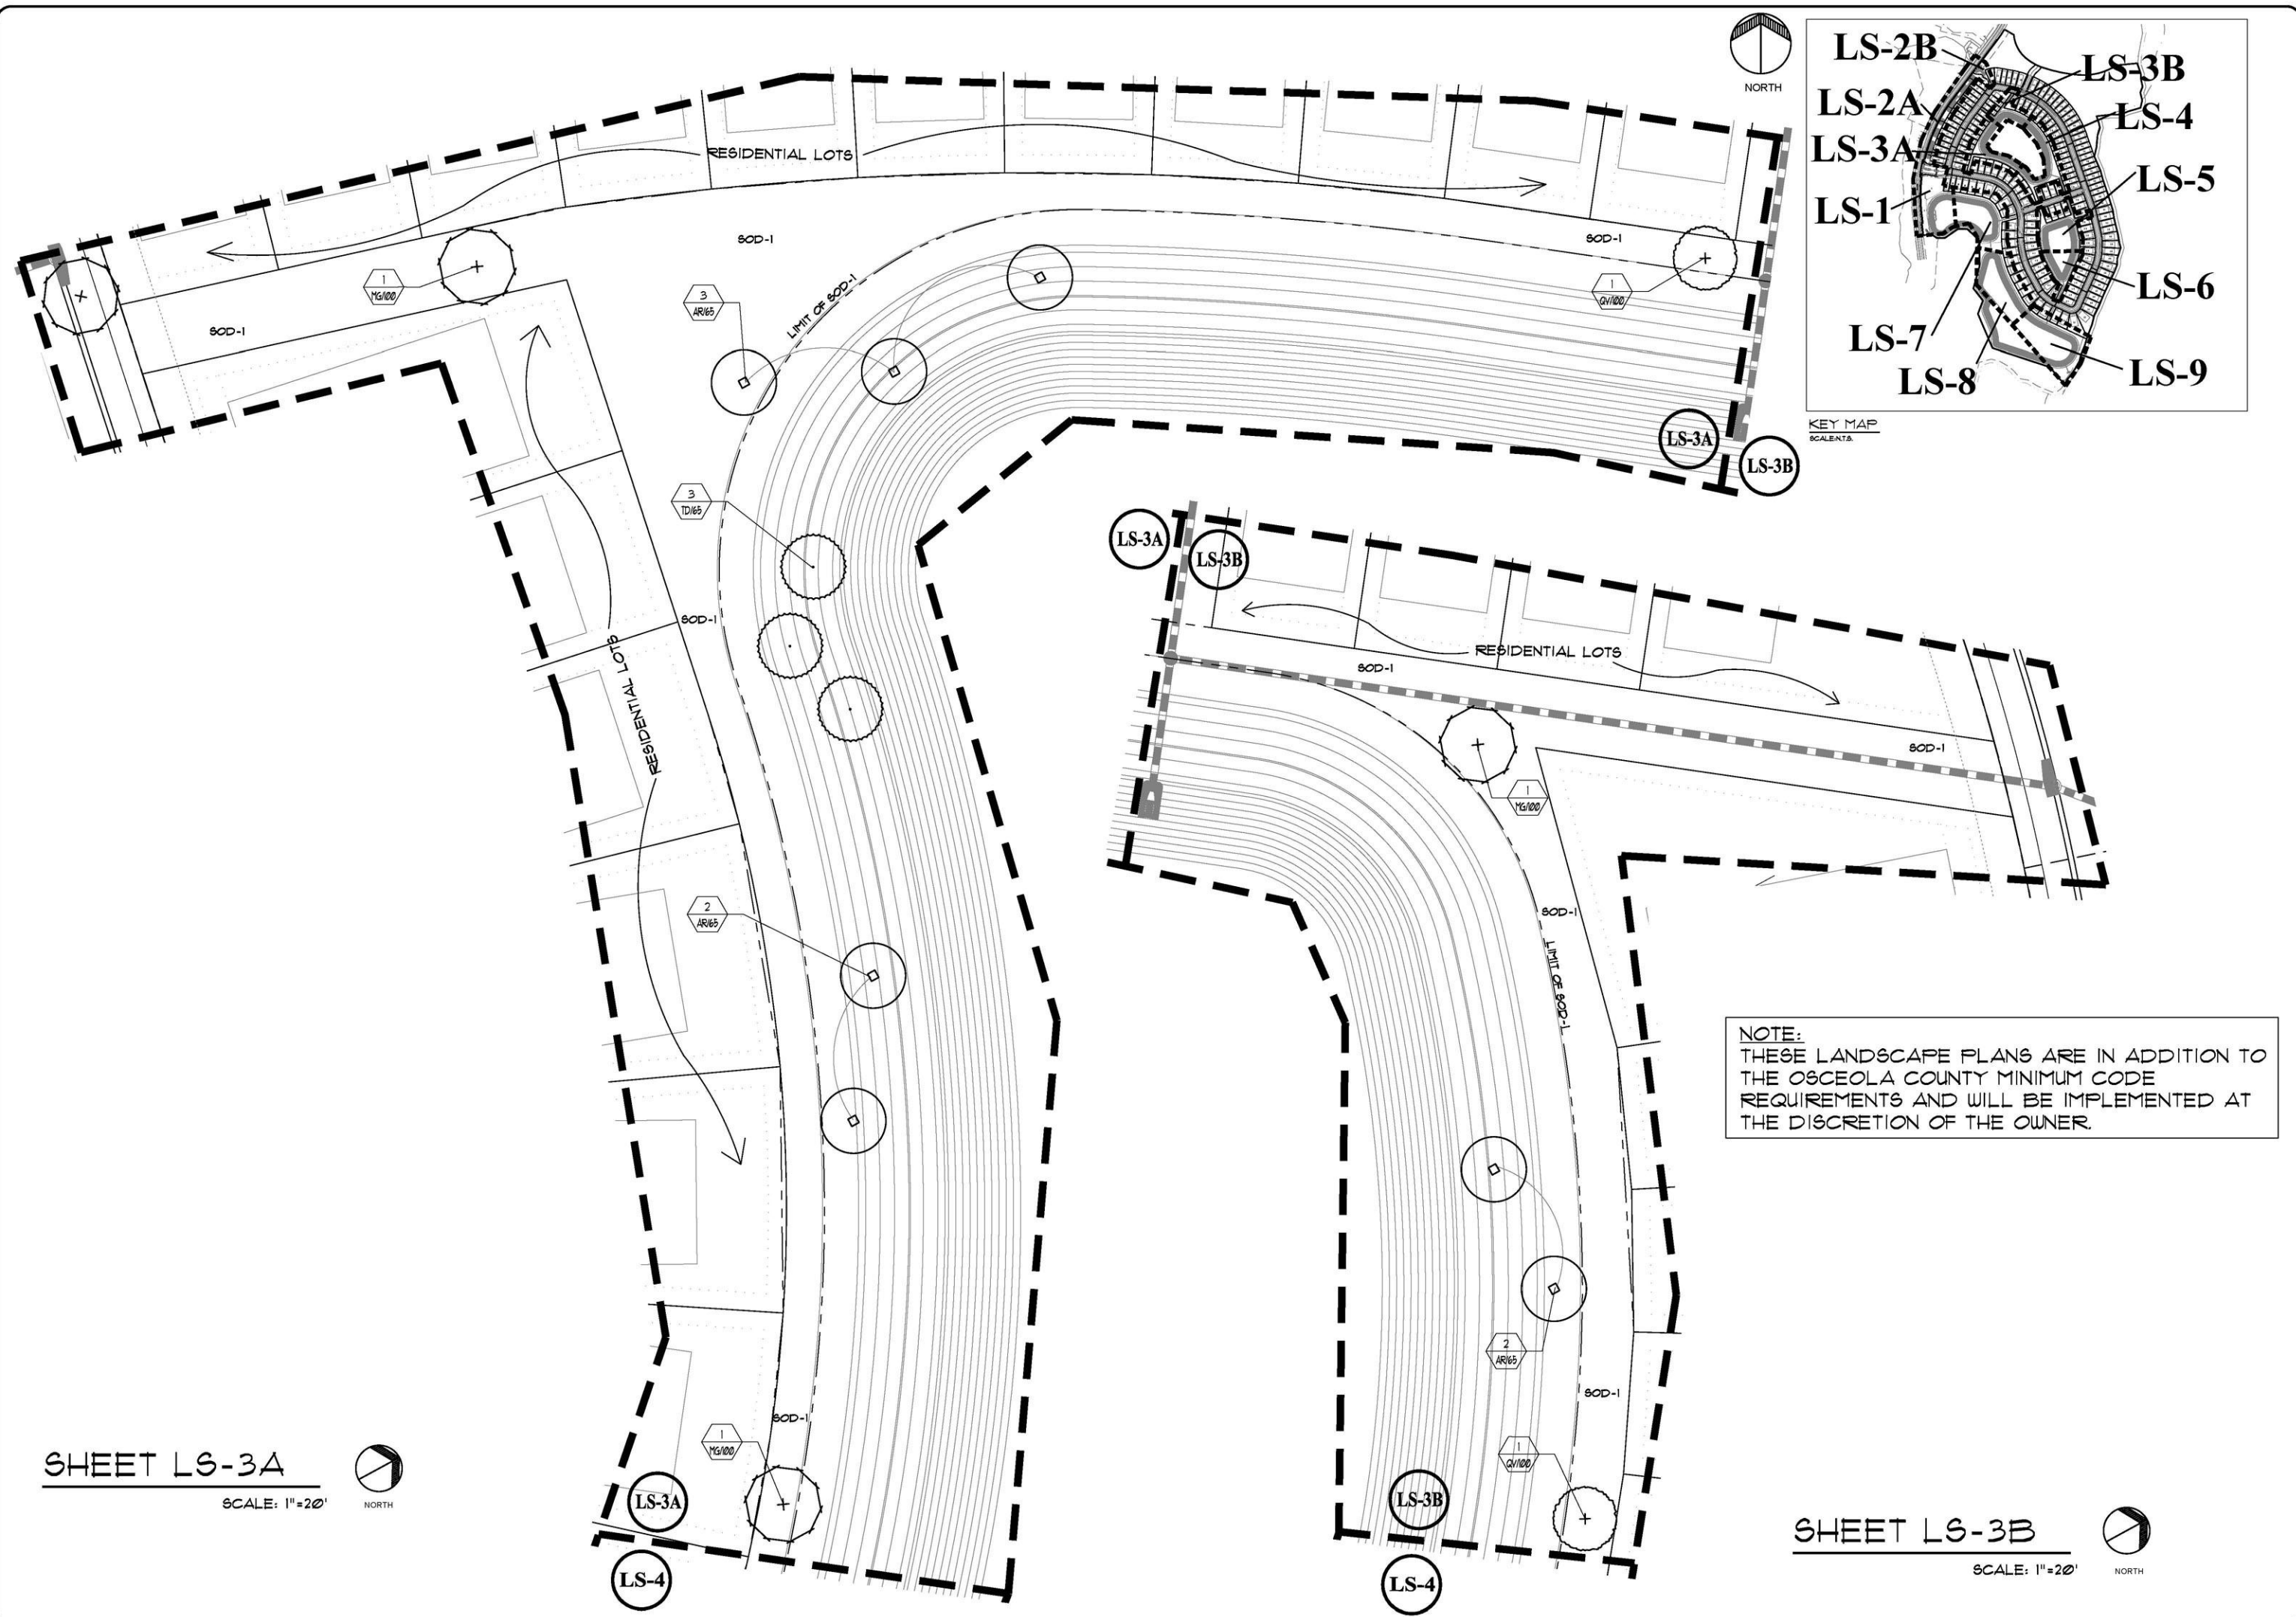 NORTH
LS-2B
LS-3B
LS-2A
LS-4
LS-3A
LS-5
LS-1
LS-6
LS-7
LS-8
LS-9
KEY MAP
SCALE:N.T.S.
RESIDENTIAL LOTS
SOD-1
SOD-1
1
MG/100
3
AR/65
LIMIT OF SOD-1
1
QV/100
SOD-1
LS-3A
LS-3B
3
TD/65
SOD-1
RESIDENTIAL LOTS
2
AR/65
1
MG/100
SOD-1
LS-3A
LS-4
SHEET LS-3A
SCALE: 1"=20'
NORTH
LS-3A
LS-3B
RESIDENTIAL LOTS
SOD-1
SOD-1
1
MG/100
SOD-1
LIMIT OF SOD-1
2
AR/65
SOD-1
1
QV/100
LS-3B
LS-4
NOTE:
THESE LANDSCAPE PLANS ARE IN ADDITION TO
THE OSCEOLA COUNTY MINIMUM CODE
REQUIREMENTS AND WILL BE IMPLEMENTED AT
THE DISCRETION OF THE OWNER.
SHEET LS-3B
SCALE: 1"=20'
NORTH